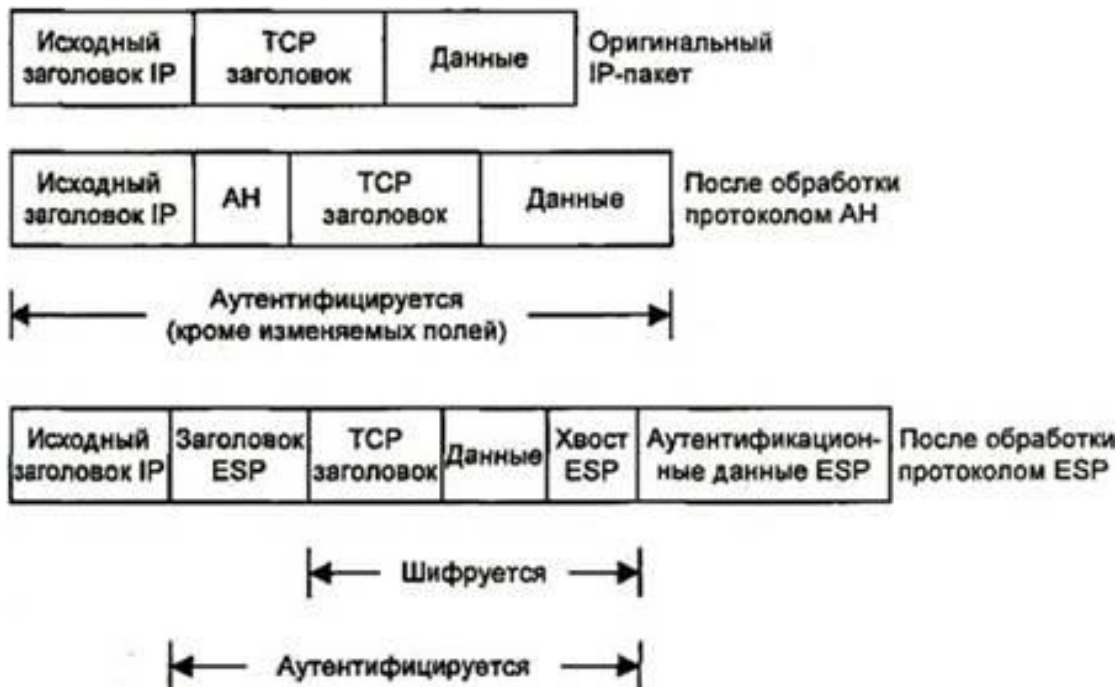 Исходный
заголовок IP
TCP
заголовок
Данные
Оригинальный
IP-пакет
Исходный
заголовок IP
AH
TCP
заголовок
Данные
После обработки
протоколом AH
Аутентифицируется
(кроме изменяемых полей)
Исходный
заголовок IP
Заголовок
ESP
TCP
заголовок
Данные
Хвост
ESP
Аутентификацион-
ные данные ESP
После обработки
протоколом ESP
Шифруется
Аутентифицируется